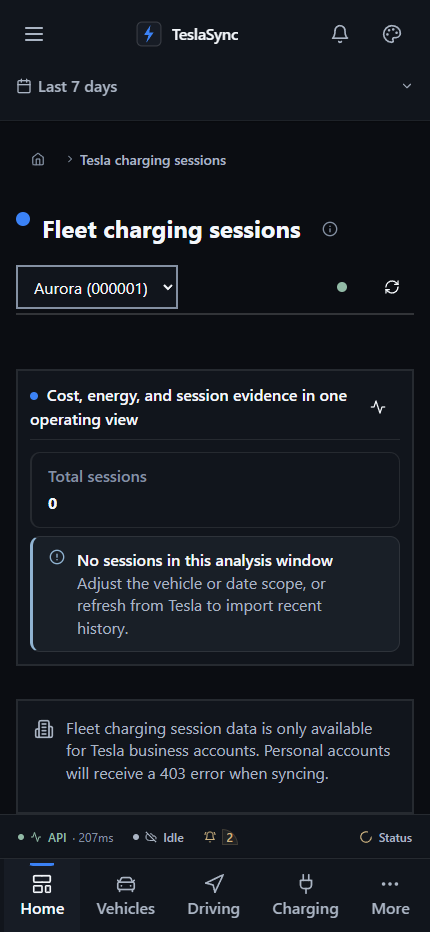 TeslaSync
Last 7 days
Tesla charging sessions
Fleet charging sessions
Aurora (000001)
Cost, energy, and session evidence in one
operating view
Total sessions
0
No sessions in this analysis window
Adjust the vehicle or date scope, or
refresh from Tesla to import recent
history.
Fleet charging session data is only available
for Tesla business accounts. Personal accounts
will receive a 403 error when syncing.
API · 207ms Idle 2 Status
Home Vehicles Driving Charging More